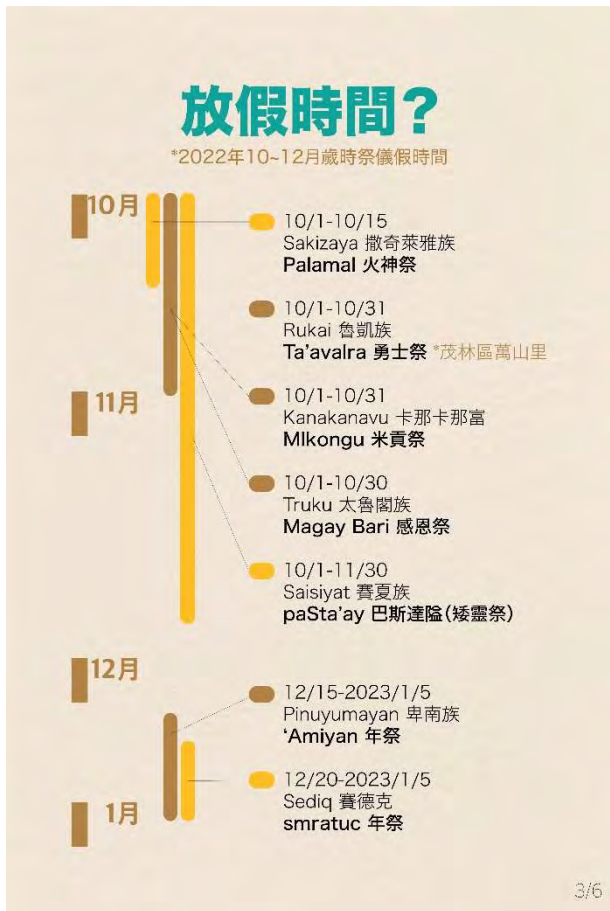 放假時間？
*2022年10~12月歲時祭儀假時間
10月
10/1-10/15
Sakizaya 撒奇萊雅族
Palamal 火神祭
10/1-10/31
Rukai 魯凱族
Ta'avalra 勇士祭 *茂林區萬山里
11月
10/1-10/31
Kanakanavu 卡那卡那富
MIkongu 米貢祭
10/1-10/30
Truku 太魯閣族
Magay Bari 感恩祭
10/1-11/30
Saisiyat 賽夏族
paSta'ay 巴斯達隘(矮靈祭)
12月
12/15-2023/1/5
Pinuyumayan 卑南族
‘Amiyan 年祭
12/20-2023/1/5
Sediq 賽德克
smratuc 年祭
1月
3/6